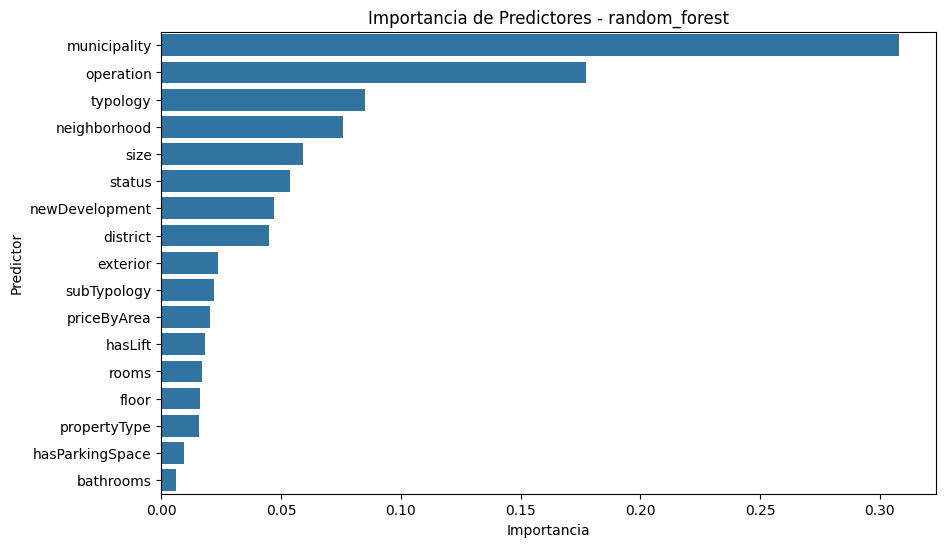 Importancia de Predictores - random_forest
municipality
operation
typology
neighborhood
size
status
newDevelopment
district
exterior
subTypology
priceByArea
hasLift
rooms
floor
propertyType
hasParkingSpace
bathrooms
Predictor
0.00 0.05 0.10 0.15 0.20 0.25 0.30
Importancia